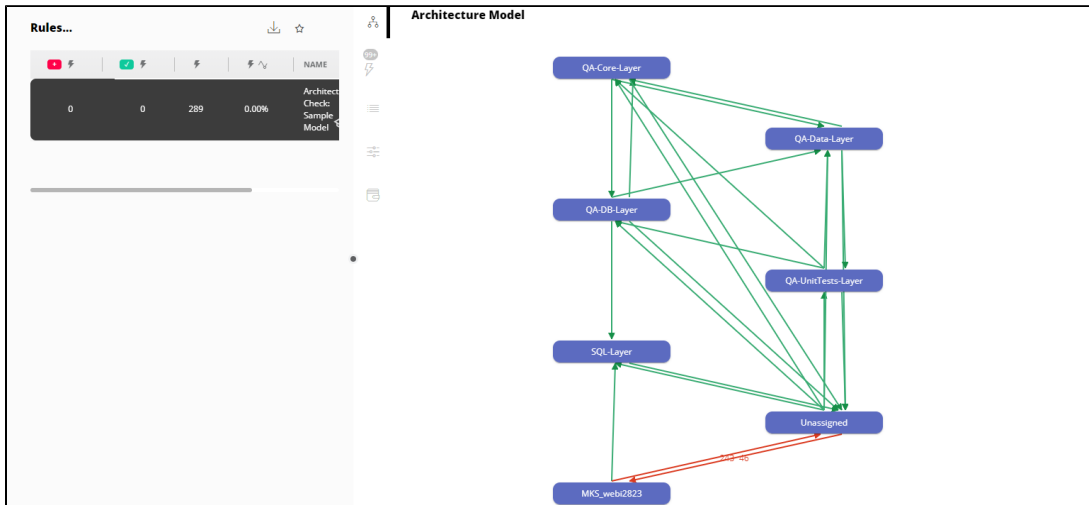 Rules...
NAME
0
0
289
0.00%
Architect
Check:
Sample
Model
99+
Architecture Model
QA-Core-Layer
QA-Data-Layer
QA-DB-Layer
QA-UnitTests-Layer
SQL-Layer
Unassigned
MKS_webi2823